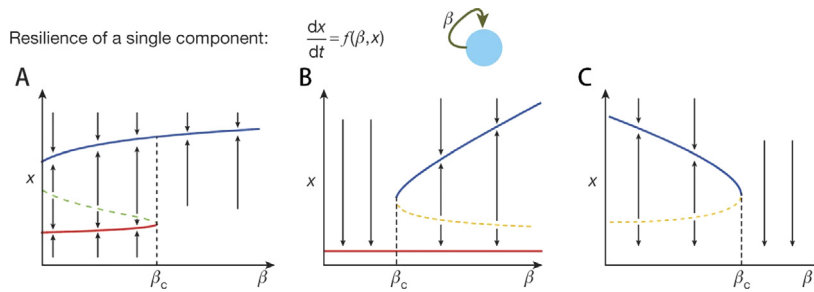 Resilience of a single component: dx/dt = f(β, x) β
A B C
x x x
β_c β β_c β β_c β